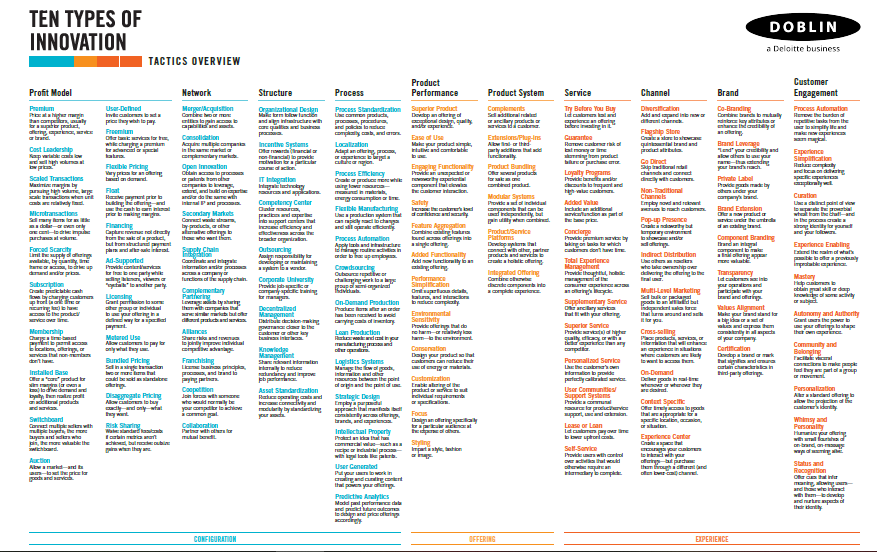 TEN TYPES OF
INNOVATION
TACTICS OVERVIEW
DOBLIN
a Deloitte business
Profit Model
Premium
Price at a higher margin
than competitors, usually
for a superior product,
offering, experience, service
or brand.
Cost Leadership
Keep variable costs low
and sell high volumes at
low prices.
Scaled Transactions
Maximize margins by
pursuing high volume, large
scale transactions when unit
costs are relatively fixed.
Microtransactions
Sell many items for as little
as a dollar—or even only
one cent—to drive impulse
purchases at volume.
Forced Scarcity
Limit the supply of offerings
available, by quantity, time
frame or access, to drive up
demand and/or prices.
Subscription
Create predictable cash
flows by charging customers
up front (a one time or
recurring fee) to have
access to the product/
service over time.
Membership
Charge a time-based
payment to permit access
to locations, offerings, or
services that non-members
don't have.
Installed Base
Offer a "core" product for
slim margins (or even a
loss) to drive demand and
loyalty, then realize profit
on additional products
and services.
Switchboard
Connect multiple sellers with
multiple buyers, the more
buyers and sellers who
join, the more valuable the
switchboard.
Auction
Allow a market—and its
users—to set the price for
goods and services.
User-Defined
Invite customers to set a
price they wish to pay.
Freemium
Offer basic services for free,
while charging a premium
for advanced or special
features.
Flexible Pricing
Vary prices for an offering
based on demand.
Float
Receive payment prior to
building the offering—and
use the cash to earn interest
prior to making margins.
Financing
Capture revenue not directly
from the sale of a product,
but from structured payment
plans and after-sale interest.
Ad-Supported
Provide content/services
for free to one party while
selling listeners, viewers or
"eyeballs" to another party.
Licensing
Grant permission to some
other group or individual
to use your offering in a
defined way for a specified
payment.
Metered Use
Allow customers to pay for
only what they use.
Bundled Pricing
Sell in a single transaction
two or more items that
could be sold as standalone
offerings.
Disaggregate Pricing
Allow customers to buy
exactly—and only—what
they want.
Risk Sharing
Waive standard fees/costs
if certain metrics aren't
achieved, but receive outsize
gains when they are.
Network
Merger/Acquisition
Combine two or more
entities to gain access to
capabilities and assets.
Consolidation
Acquire multiple companies
in the same market or
complementary markets.
Open Innovation
Obtain access to processes
or patents from other
companies to leverage,
extend, and build on expertise
and/or do the same with
internal IP and processes.
Secondary Markets
Connect waste streams,
by products, or other
alternative offerings to
those who want them.
Supply Chain
Integration
Coordinate and integrate
information and/or processes
across a company or
functions of the supply chain.
Complementary
Partnering
Leverage assets by sharing
them with companies that
serve similar markets but offer
different products and services.
Alliances
Share risks and revenues
to jointly improve individual
competitive advantage.
Franchising
License business principles,
processes, and brand to
paying partners.
Coopetition
Join forces with someone
who would normally be
your competitor to achieve
a common goal.
Collaboration
Partner with others for
mutual benefit.
Structure
Organizational Design
Make form follow function
and align infrastructure with
core qualities and business
processes.
Incentive Systems
Offer rewards (financial or
non-financial) to provide
motivation for a particular
course of action.
IT Integration
Integrate technology
resources and applications.
Competency Center
Cluster resources,
practices and expertise
into support centers that
increase efficiency and
effectiveness across the
broader organization.
Outsourcing
Assign responsibility for
developing or maintaining
a system to a vendor.
Corporate University
Provide job-specific or
company-specific training
for managers.
Decentralized
Management
Distribute decision-making
governance closer to the
customer or other key
business interfaces.
Knowledge
Management
Share relevant information
internally to reduce
redundancy and improve
job performance.
Asset Standardization
Reduce operating costs and
increase connectivity and
modularity by standardizing
your assets.
Process
Process Standardization
Use common products,
processes, procedures,
and policies to reduce
complexity, costs, and errors.
Localization
Adapt an offering, process,
or experience to target a
culture or region.
Process Efficiency
Create or produce more while
using fewer resources—
measured in materials,
energy consumption or time.
Flexible Manufacturing
Use a production system that
can rapidly react to changes
and still operate efficiently.
Process Automation
Apply tools and infrastructure
to manage routine activities in
order to free up employees.
Crowdsourcing
Outsource repetitive or
challenging work to a large
group of semi-organized
individuals.
On-Demand Production
Produce items after an order
has been received to avoid
carrying costs of inventory.
Lean Production
Reduce waste and cost in your
manufacturing process and
other operations.
Logistics Systems
Manage the flow of goods,
information and other
resources between the point
of origin and the point of use.
Strategic Design
Employ a purposeful
approach that manifests itself
consistently across offerings,
brands, and experiences.
Intellectual Property
Protect an idea that has
commercial value—such as a
recipe or industrial process—
with legal tools like patents.
User Generated
Put your users to work in
creating and curating content
that powers your offerings.
Predictive Analytics
Model past performance data
and predict future outcomes
to design and price offerings
accordingly.
Product
Performance
Superior Product
Develop an offering of
exceptional design, quality,
and/or experience.
Ease of Use
Make your product simple,
intuitive and comfortable
to use.
Engaging Functionality
Provide an unexpected or
newsworthy experiential
component that elevates
the customer interaction.
Safety
Increase the customer's level
of confidence and security.
Feature Aggregation
Combine existing features
found across offerings into
a single offering.
Added Functionality
Add new functionality to an
existing offering.
Performance
Simplification
Omit superfluous details,
features, and interactions
to reduce complexity.
Environmental
Sensitivity
Provide offerings that do
no harm—or relatively less
harm—to the environment.
Conservation
Design your product so that
customers can reduce their
use of energy or materials.
Customization
Enable altering of the
product or service to suit
individual requirements
or specifications.
Focus
Design an offering specifically
for a particular audience at
the expense of others.
Styling
Impart a style, fashion
or image.
Product System
Complements
Sell additional related
or ancillary products or
services to a customer.
Extensions/Plug-ins
Allow first- or third-
party additions that add
functionality.
Product Bundling
Offer several products
for sale as one
combined product.
Modular Systems
Provide a set of individual
components that can be
used independently, but
gain utility when combined.
Product/Service
Platforms
Develop systems that
connect with other, partner
products and services to
create a holistic offering.
Integrated Offering
Combine otherwise
discrete components into
a complete experience.
Service
Try Before You Buy
Let customers test and
experience an offering
before investing in it.
Guarantee
Remove customer risk of
lost money or time
stemming from product
failure or purchase error.
Loyalty Programs
Provide benefits and/or
discounts to frequent and
high-value customers.
Added Value
Include an additional
service/function as part of
the base price.
Concierge
Provide premium service by
taking on tasks for which
customers don't have time.
Total Experience
Management
Provide thoughtful, holistic
management of the
consumer experience across
an offering's lifecycle.
Supplementary Service
Offer ancillary services
that fit with your offering.
Superior Service
Provide service(s) of higher
quality, efficacy, or with a
better experience than any
competitor.
Personalized Service
Use the customer's own
information to provide
perfectly calibrated service.
User Communities/
Support Systems
Provide a communal
resource for product/service
support, use and extension.
Lease or Loan
Let customers pay over time
to lower upfront costs.
Self-Service
Provide users with control
over activities that would
otherwise require an
intermediary to complete.
Channel
Diversification
Add and expand into new or
different channels.
Flagship Store
Create a store to showcase
quintessential brand and
product attributes.
Go Direct
Skip traditional retail
channels and connect
directly with customers.
Non-Traditional
Channels
Employ novel and relevant
avenues to reach customers.
Pop-up Presence
Create a noteworthy but
temporary environment
to showcase and/or
sell offerings.
Indirect Distribution
Use others as resellers
who take ownership over
delivering the offering to the
final user.
Multi-Level Marketing
Sell bulk or packaged
goods to an affiliated but
independent sales force
that turns around and sells
it for you.
Cross-selling
Place products, services, or
information that will enhance
an experience in situations
where customers are likely
to want to access them.
On-Demand
Deliver goods in real-time
whenever or wherever they
are desired.
Context Specific
Offer timely access to goods
that are appropriate for a
specific location, occasion,
or situation.
Experience Center
Create a space that
encourages your customers
to interact with your
offerings—but purchase
them through a different (and
often lower-cost) channel.
Brand
Co-Branding
Combine brands to mutually
reinforce key attributes or
enhance the credibility of
an offering.
Brand Leverage
"Lend" your credibility and
allow others to use your
name—thus extending
your brand's reach.
Private Label
Provide goods made by
others under your
company's brand.
Brand Extension
Offer a new product or
service under the umbrella
of an existing brand.
Component Branding
Brand an integral
component to make
a final offering appear
more valuable.
Transparency
Let customers see into
your operations and
participate with your
brand and offerings.
Values Alignment
Make your brand stand for
a big idea or a set of
values and express them
consistently in all aspects
of your company.
Certification
Develop a brand or mark
that signifies and ensures
certain characteristics in
third party offerings.
Customer
Engagement
Process Automation
Remove the burden of
repetitive tasks from the
user to simplify life and
make new experiences
seem magical.
Experience
Simplification
Reduce complexity
and focus on delivering
specific experiences
exceptionally well.
Curation
Use a distinct point of view
to separate the proverbial
wheat from the chaff—and
in the process create a
strong identity for yourself
and your followers.
Experience Enabling
Extend the realm of what's
possible to offer a previously
improbable experience.
Mastery
Help customers to
obtain great skill or deep
knowledge of some activity
or subject.
Autonomy and Authority
Grant users the power to
use your offerings to shape
their own experience.
Community and
Belonging
Facilitate visceral
connections to make people
feel they are part of a group
or movement.
Personalization
Alter a standard offering to
allow the projection of the
customer's identity.
Whimsy and
Personality
Humanize your offering
with small flourishes of
on-brand, on-message
ways of seeming alive.
Status and
Recognition
Offer cues that infer
meaning, allowing users—
and those who interact
with them—to develop
and nurture aspects of
their identity.
CONFIGURATION
OFFERING
EXPERIENCE